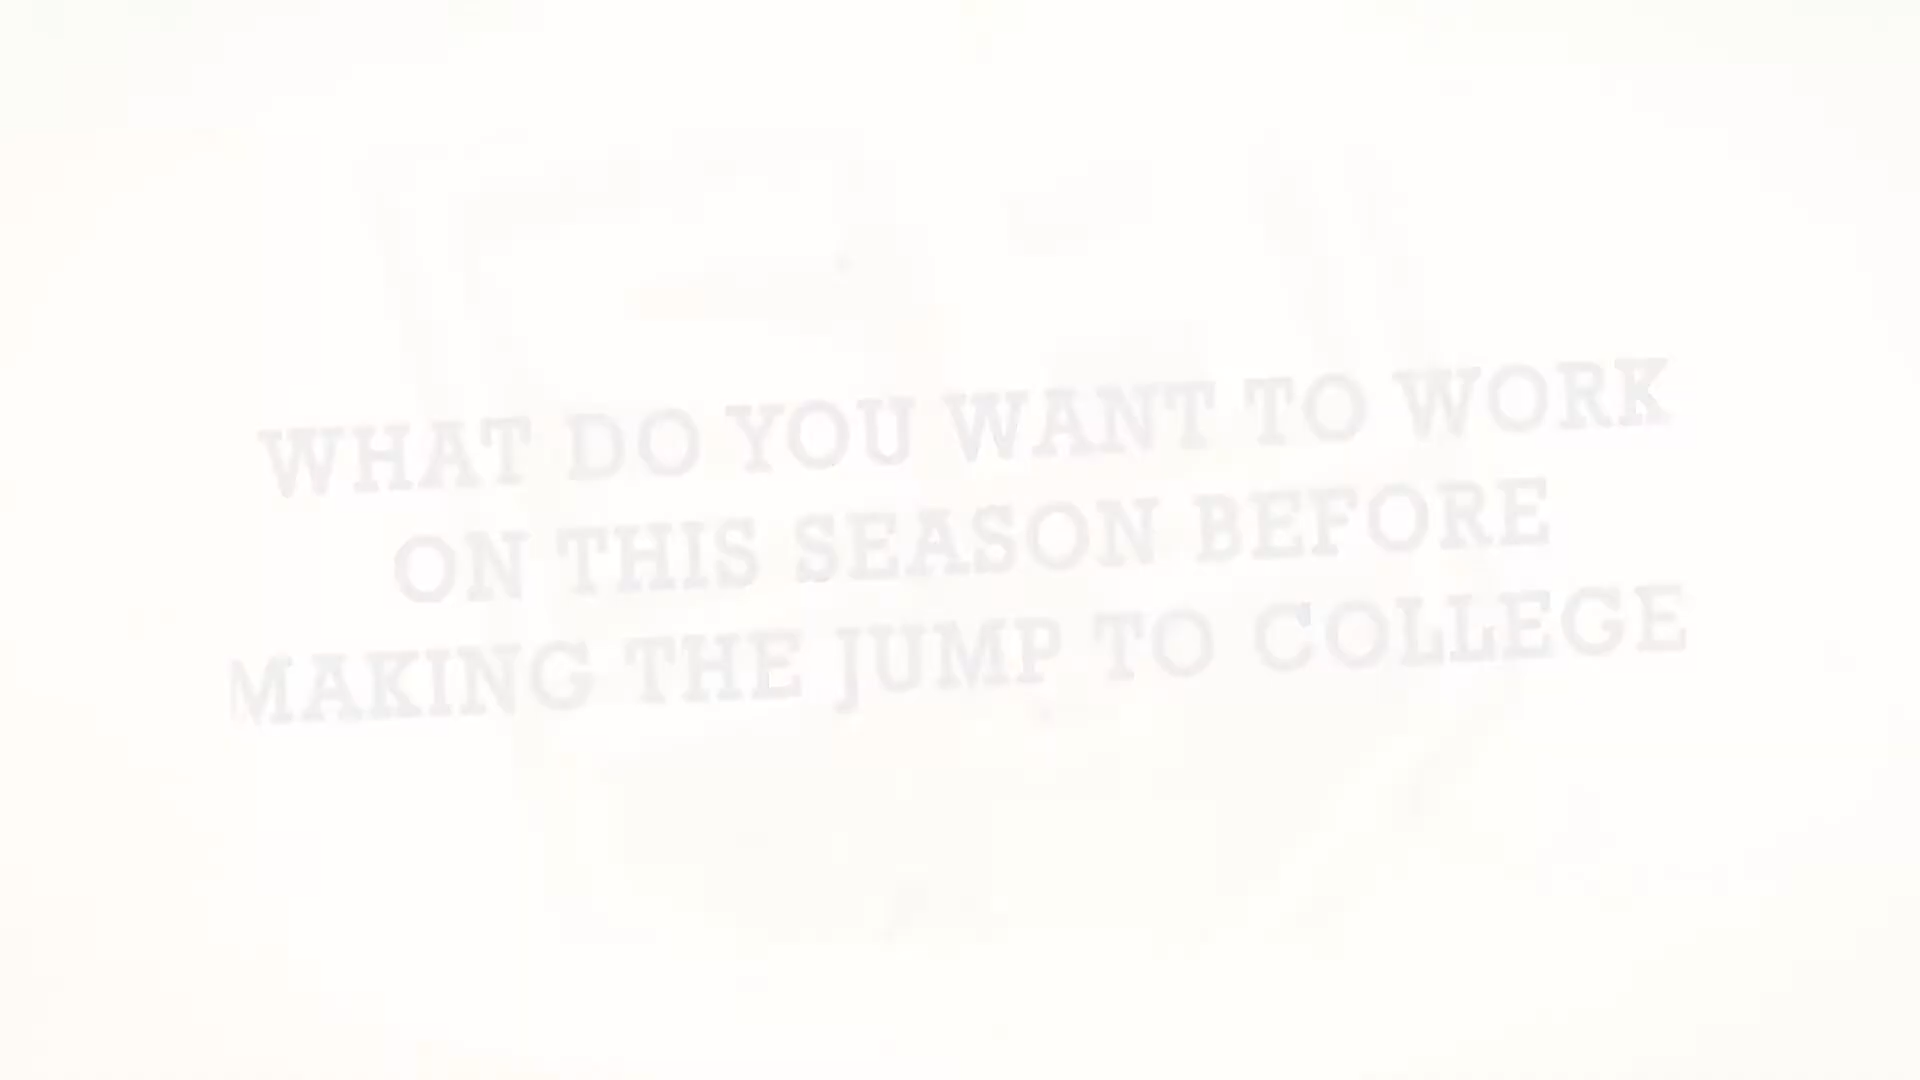 WHAT DO YOU WANT TO WORK
ON THIS SEASON BEFORE
MAKING THE JUMP TO COLLEGE